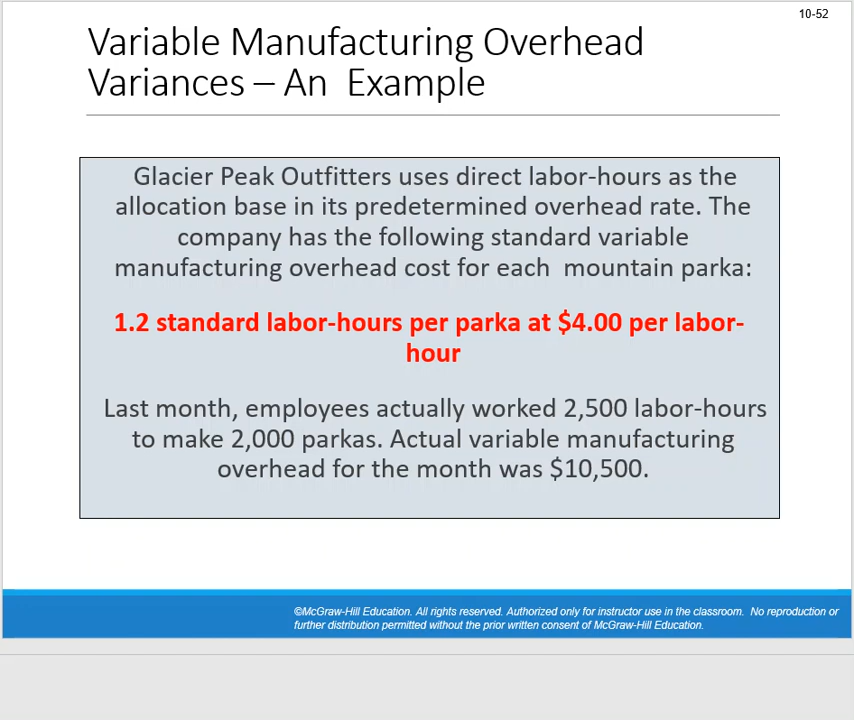 10-52
Variable Manufacturing Overhead
Variances – An Example
Glacier Peak Outfitters uses direct labor-hours as the
allocation base in its predetermined overhead rate. The
company has the following standard variable
manufacturing overhead cost for each mountain parka:
1.2 standard labor-hours per parka at $4.00 per labor-
hour
Last month, employees actually worked 2,500 labor-hours
to make 2,000 parkas. Actual variable manufacturing
overhead for the month was $10,500.
©McGraw-Hill Education. All rights reserved. Authorized only for instructor use in the classroom. No reproduction or
further distribution permitted without the prior written consent of McGraw-Hill Education.